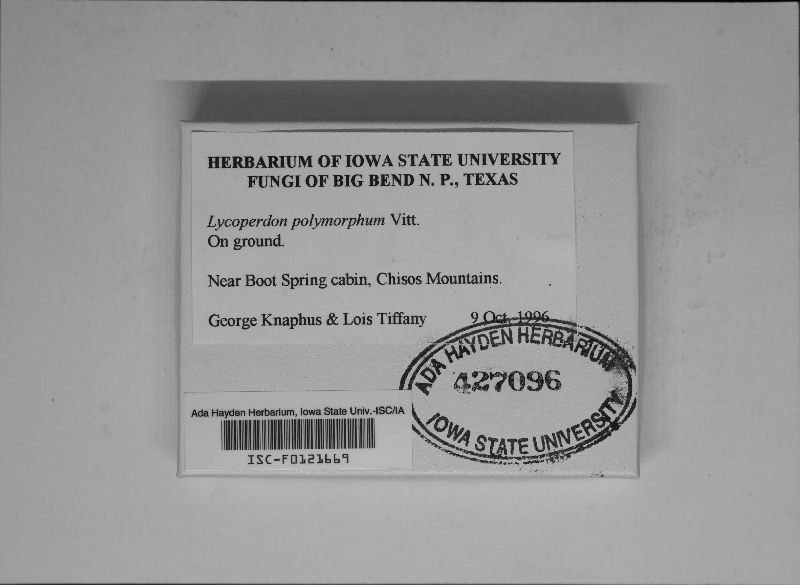 HERBARIUM OF IOWA STATE UNIVERSITY
FUNGI OF BIG BEND N. P., TEXAS
Lycoperdon polymorphum Vitt.
On ground.
Near Boot Spring cabin, Chisos Mountains.
George Knaphus & Lois Tiffany 9 Oct. 1996
ADA HAYDEN HERBARIUM
427096
IOWA STATE UNIVERSITY
Ada Hayden Herbarium, Iowa State Univ.-ISC/IA
ISC-F0121669